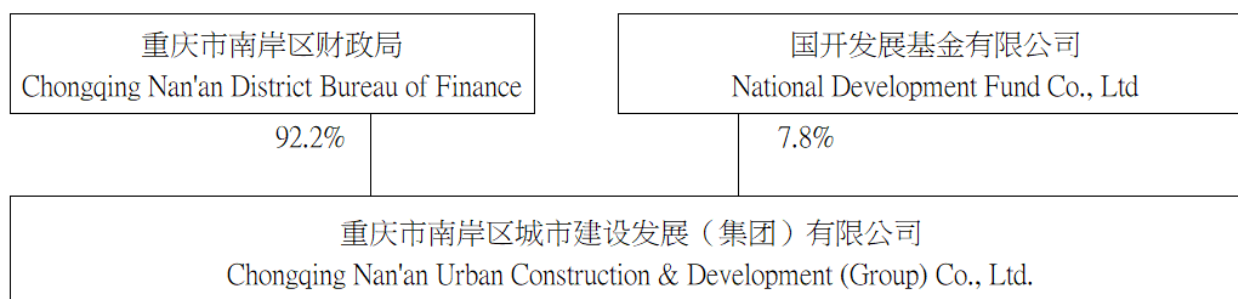 重庆市南岸区财政局
Chongqing Nan'an District Bureau of Finance
国开发展基金有限公司
National Development Fund Co., Ltd
92.2%
7.8%
重庆市南岸区城市建设发展（集团）有限公司
Chongqing Nan'an Urban Construction & Development (Group) Co., Ltd.